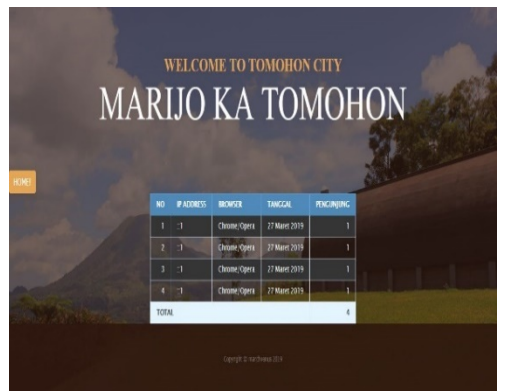 WELCOME TO TOMOHON CITY
MARIJO KA TOMOHON
HOME!
NO IP ADDRESS BROWSER TANGGAL PENGUNJUNG
1 ::1 Chrome/Opera 27 Maret 2019 1
2 ::1 Chrome/Opera 27 Maret 2019 1
3 ::1 Chrome/Opera 27 Maret 2019 1
4 ::1 Chrome/Opera 27 Maret 2019 1
TOTAL 4
Copyright © 2019